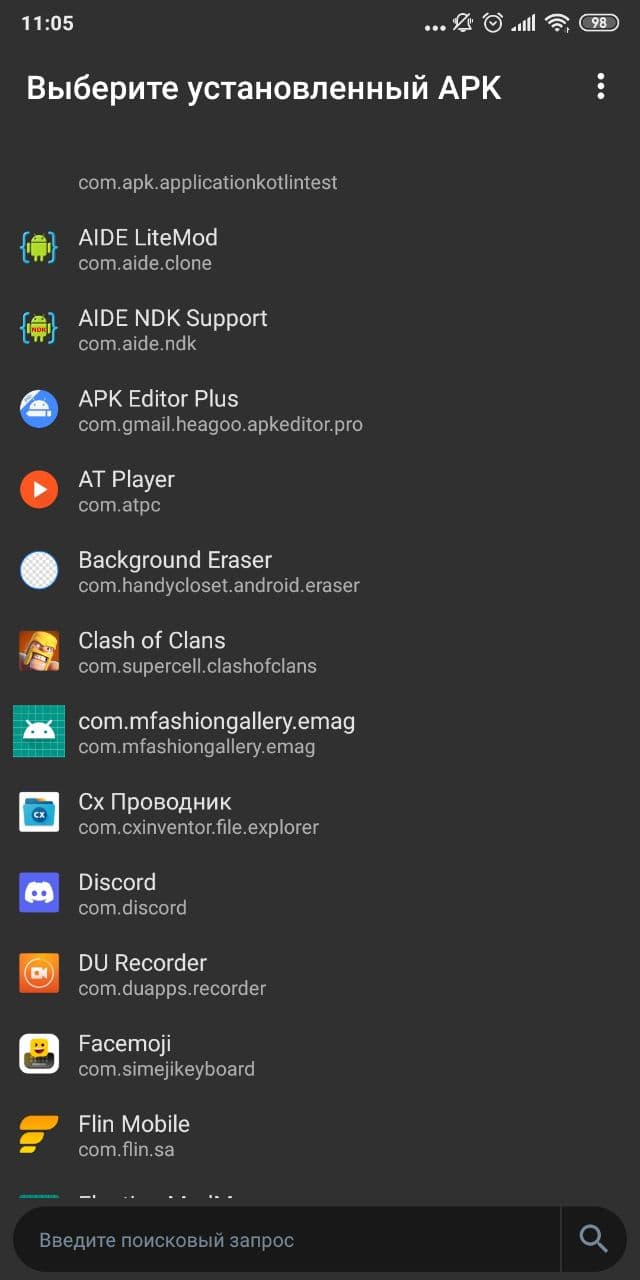 11:05
98
Выберите установленный APK
com.apk.applicationkotlintest
AIDE LiteMod
com.aide.clone
NDK
AIDE NDK Support
com.aide.ndk
APK Editor Plus
com.gmail.heagoo.apkeditor.pro
AT Player
com.atpc
Background Eraser
com.handycloset.android.eraser
Clash of Clans
com.supercell.clashofclans
com.mfashiongallery.emag
com.mfashiongallery.emag
CX
Cx Проводник
com.cxinventor.file.explorer
Discord
com.discord
DU Recorder
com.duapps.recorder
Facemoji
com.simejikeyboard
Flin Mobile
com.flin.sa
Введите поисковый запрос